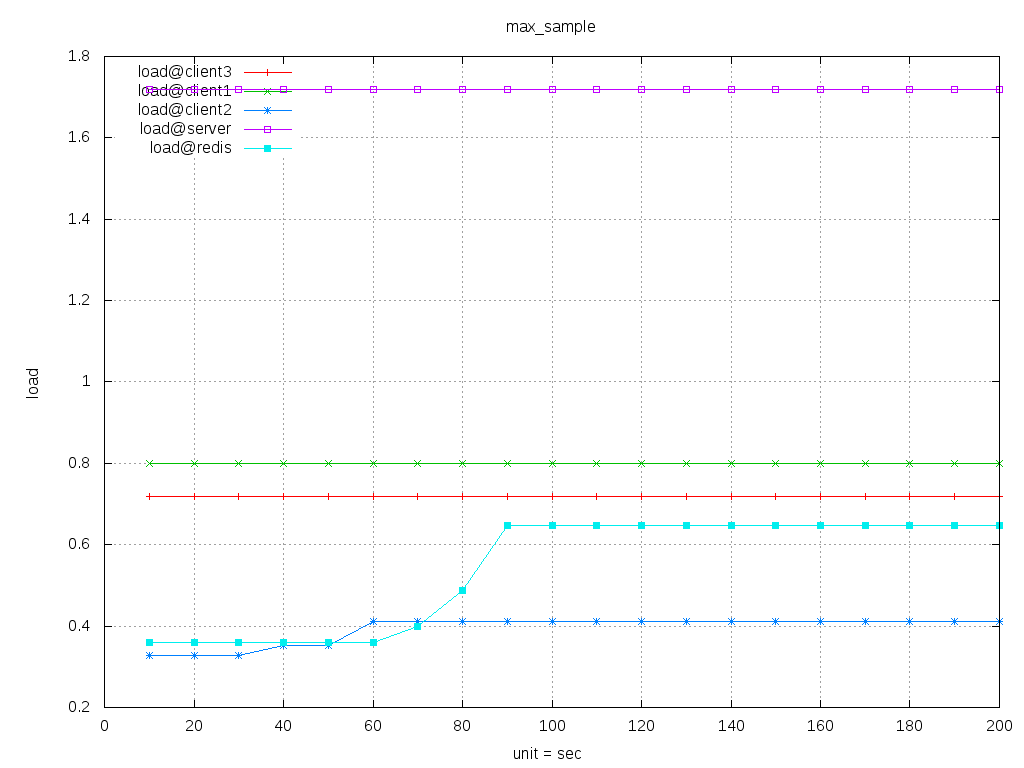 max_sample
1.8
load@client3
load@client1
load@client2
load@server
load@redis
1.6
1.4
1.2
load
1
0.8
0.6
0.4
0.2
0 20 40 60 80 100 120 140 160 180 200
unit = sec